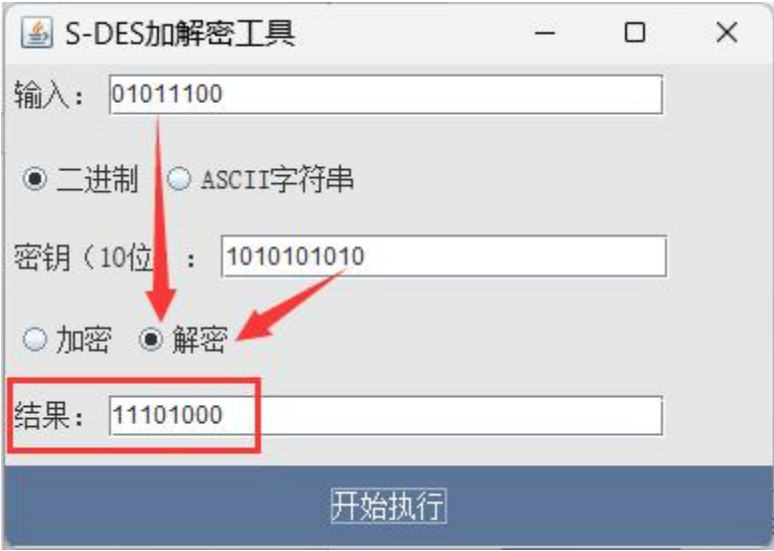 S-DES加解密工具
输入: 01011100
二进制 ASCII字符串
密钥（10位）: 1010101010
加密 解密
结果: 11101000
开始执行